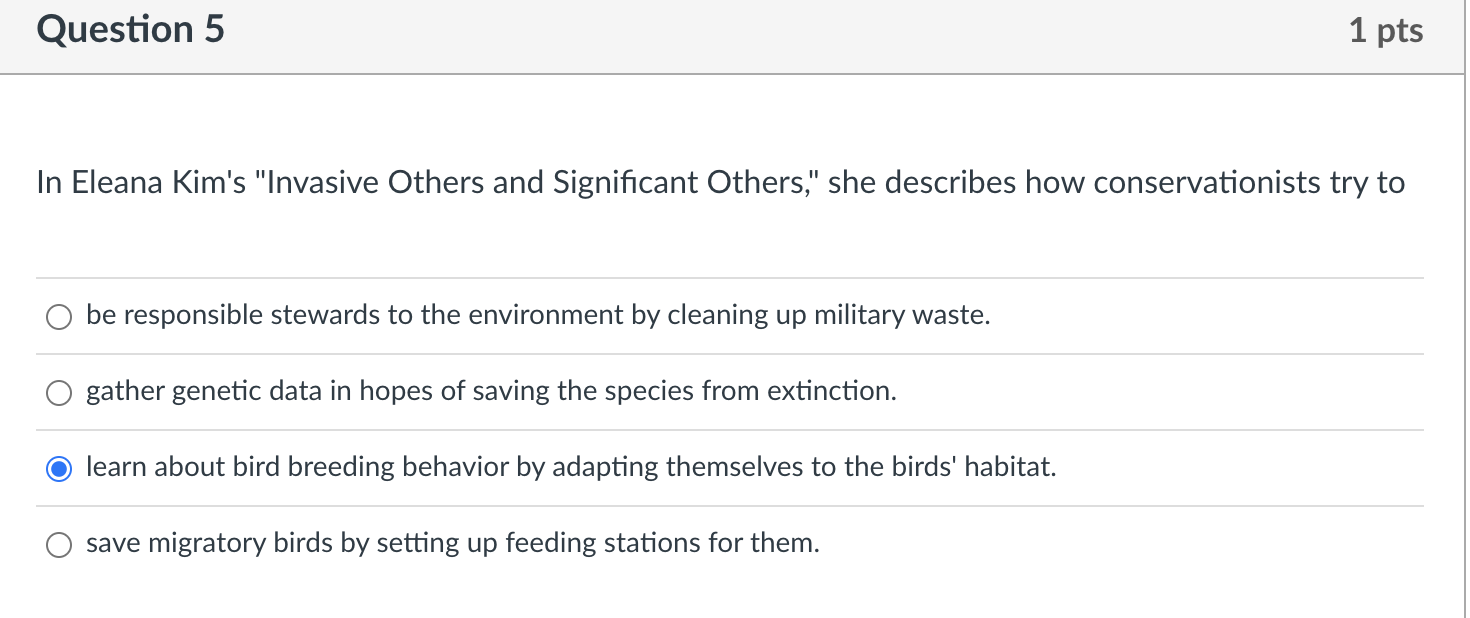 Question 5
1 pts
In Eleana Kim's "Invasive Others and Significant Others," she describes how conservationists try to
be responsible stewards to the environment by cleaning up military waste.
gather genetic data in hopes of saving the species from extinction.
learn about bird breeding behavior by adapting themselves to the birds' habitat.
save migratory birds by setting up feeding stations for them.